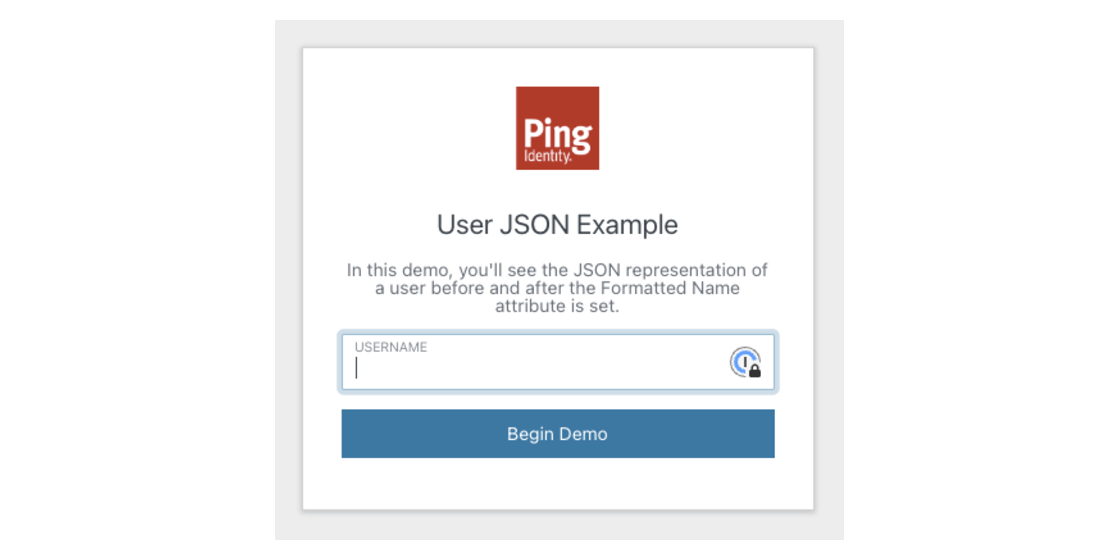 Ping
Identity.
User JSON Example
In this demo, you'll see the JSON representation of
a user before and after the Formatted Name
attribute is set.
USERNAME
Begin Demo